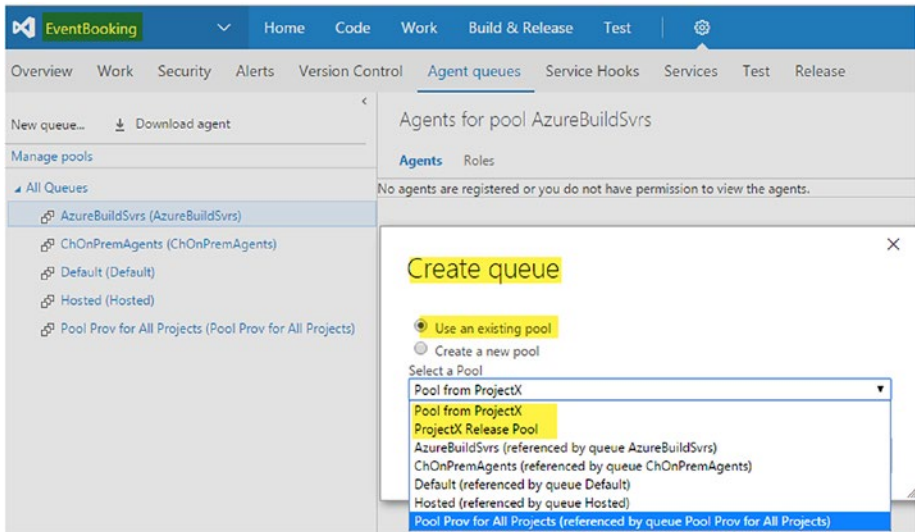 EventBooking Home Code Work Build & Release Test
Overview Work Security Alerts Version Control Agent queues Service Hooks Services Test Release
New queue... Download agent
Manage pools
All Queues
AzureBuildSvrs (AzureBuildSvrs)
ChOnPremAgents (ChOnPremAgents)
Default (Default)
Hosted (Hosted)
Pool Prov for All Projects (Pool Prov for All Projects)
Agents for pool AzureBuildSvrs
Agents Roles
No agents are registered or you do not have permission to view the agents.
Create queue
Use an existing pool
Create a new pool
Select a Pool
Pool from ProjectX
Pool from ProjectX
ProjectX Release Pool
AzureBuildSvrs (referenced by queue AzureBuildSvrs)
ChOnPremAgents (referenced by queue ChOnPremAgents)
Default (referenced by queue Default)
Hosted (referenced by queue Hosted)
Pool Prov for All Projects (referenced by queue Pool Prov for All Projects)